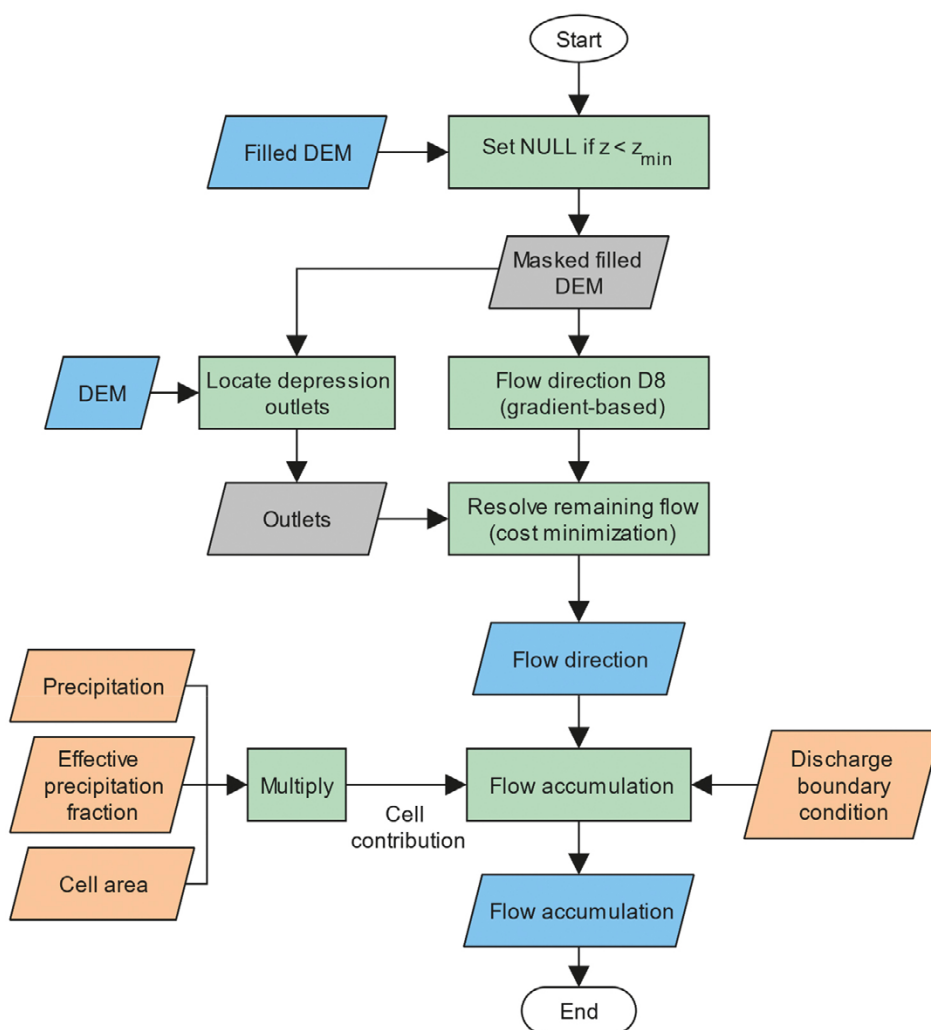 Start
Filled DEM
Set NULL if z < z_min
Masked filled
DEM
DEM
Locate depression
outlets
Flow direction D8
(gradient-based)
Outlets
Resolve remaining flow
(cost minimization)
Flow direction
Precipitation
Effective
precipitation
fraction
Cell area
Multiply
Cell
contribution
Flow accumulation
Discharge
boundary
condition
Flow accumulation
End